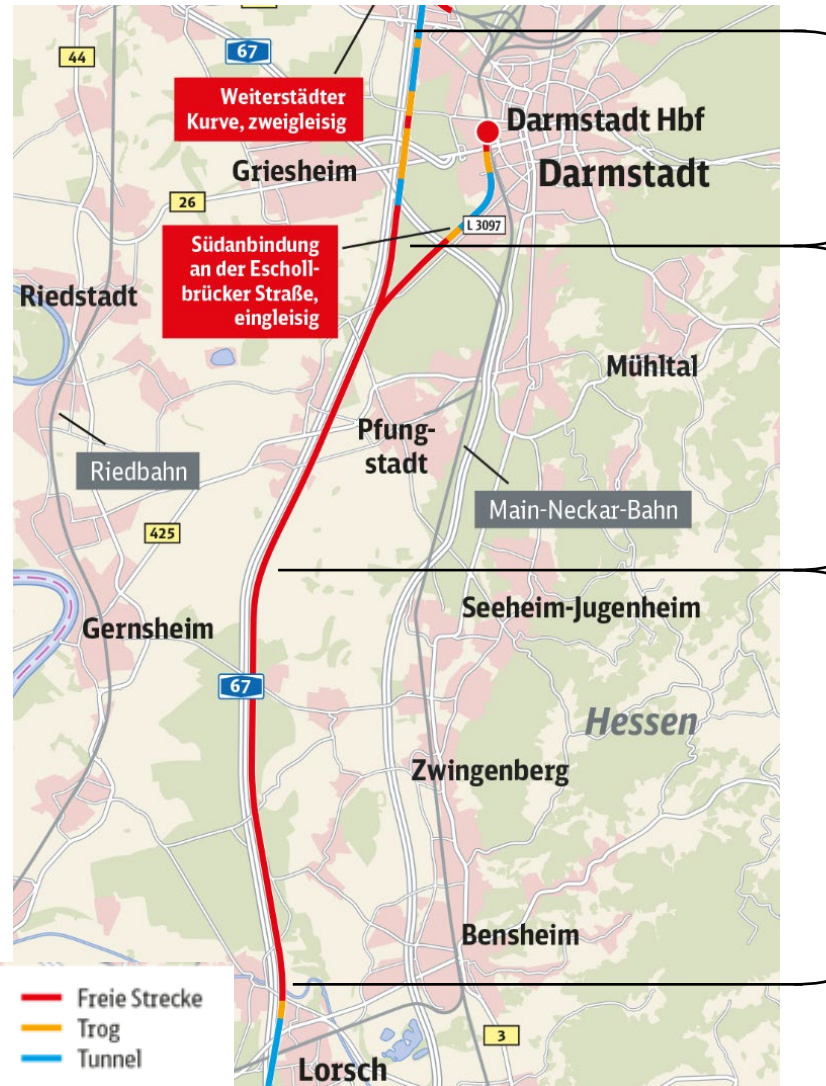 44
67
Weiterstädter
Kurve, zweigleisig
Darmstadt Hbf
Griesheim
Darmstadt
26
L 3097
Südanbindung
an der Escholl-
brücker Straße,
eingleisig
Riedstadt
Mühltal
Pfung-
stadt
Riedbahn
Main-Neckar-Bahn
425
Seeheim-Jugenheim
Gernsheim
67
Hessen
Zwingenberg
Bensheim
Freie Strecke
Trog
Tunnel
3
Lorsch